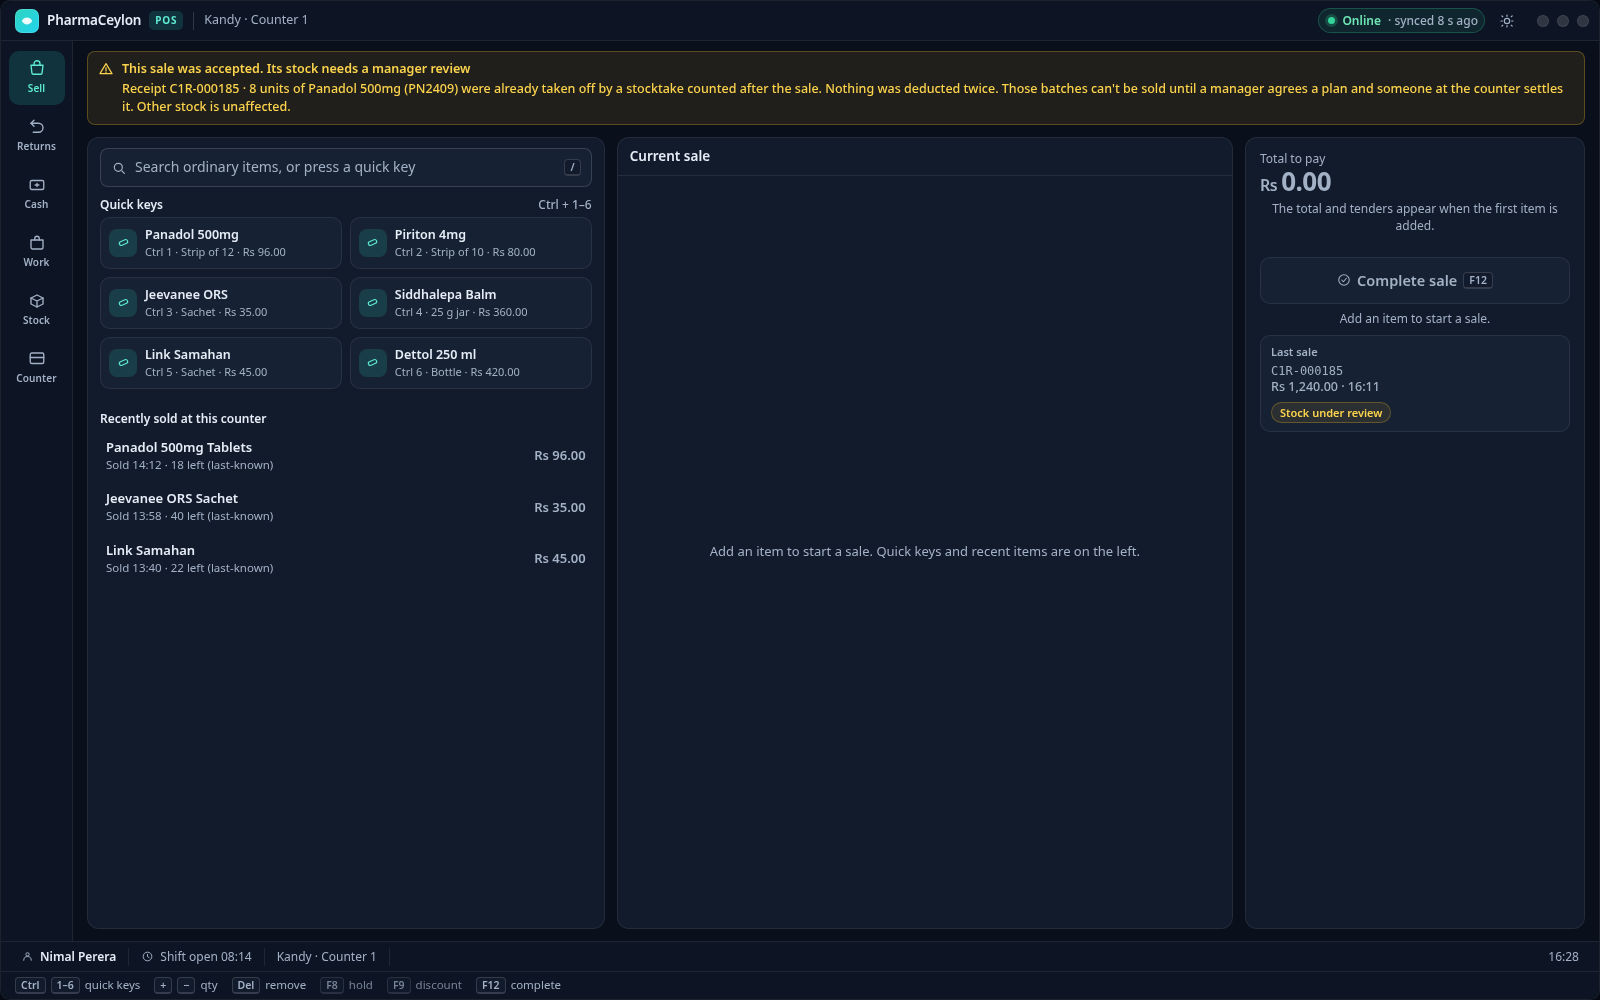 PharmaCeylon POS Kandy · Counter 1
Online · synced 8 s ago
Sell
Returns
Cash
Work
Stock
Counter
This sale was accepted. Its stock needs a manager review
Receipt C1R-000185 · 8 units of Panadol 500mg (PN2409) were already taken off by a stocktake counted after the sale. Nothing was deducted twice. Those batches can't be sold until a manager agrees a plan and someone at the counter settles
it. Other stock is unaffected.
Search ordinary items, or press a quick key /
Quick keys Ctrl + 1–6
Panadol 500mg
Ctrl 1 · Strip of 12 · Rs 96.00
Piriton 4mg
Ctrl 2 · Strip of 10 · Rs 80.00
Jeevanee ORS
Ctrl 3 · Sachet · Rs 35.00
Siddhalepa Balm
Ctrl 4 · 25 g jar · Rs 360.00
Link Samahan
Ctrl 5 · Sachet · Rs 45.00
Dettol 250 ml
Ctrl 6 · Bottle · Rs 420.00
Recently sold at this counter
Panadol 500mg Tablets
Sold 14:12 · 18 left (last-known)
Rs 96.00
Jeevanee ORS Sachet
Sold 13:58 · 40 left (last-known)
Rs 35.00
Link Samahan
Sold 13:40 · 22 left (last-known)
Rs 45.00
Current sale
Add an item to start a sale. Quick keys and recent items are on the left.
Total to pay
Rs 0.00
The total and tenders appear when the first item is
added.
Complete sale F12
Add an item to start a sale.
Last sale
C1R-000185
Rs 1,240.00 · 16:11
Stock under review
Nimal Perera Shift open 08:14 Kandy · Counter 1 16:28
Ctrl 1–6 quick keys + − qty Del remove F8 hold F9 discount F12 complete